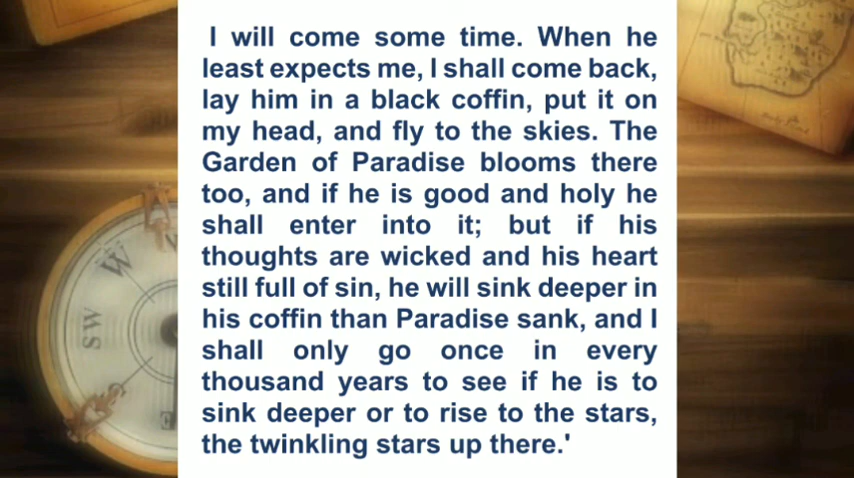 I will come some time. When he
least expects me, I shall come back,
lay him in a black coffin, put it on
my head, and fly to the skies. The
Garden of Paradise blooms there
too, and if he is good and holy he
shall enter into it; but if his
thoughts are wicked and his heart
still full of sin, he will sink deeper in
his coffin than Paradise sank, and I
shall only go once in every
thousand years to see if he is to
sink deeper or to rise to the stars,
the twinkling stars up there.'
SW
W